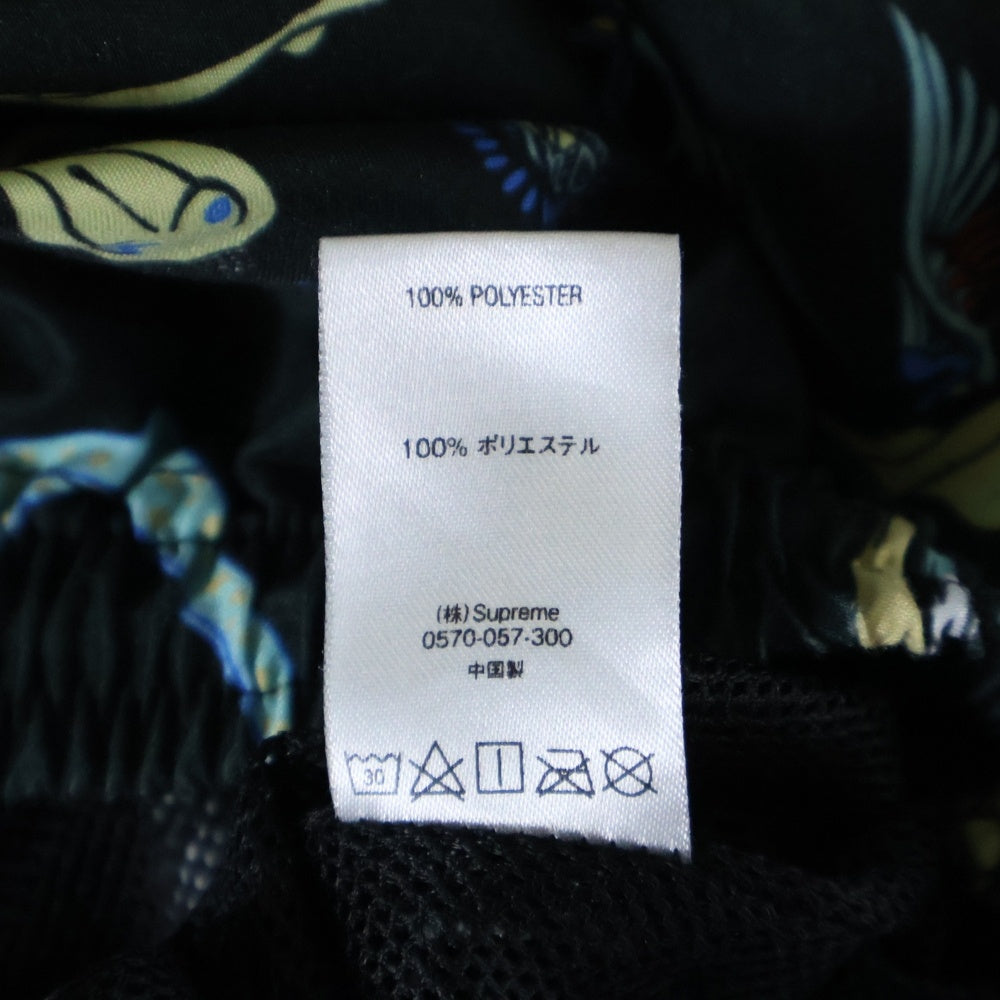 100% POLYESTER
100% ポリエステル
(株)Supreme
0570-057-300
中国製
30